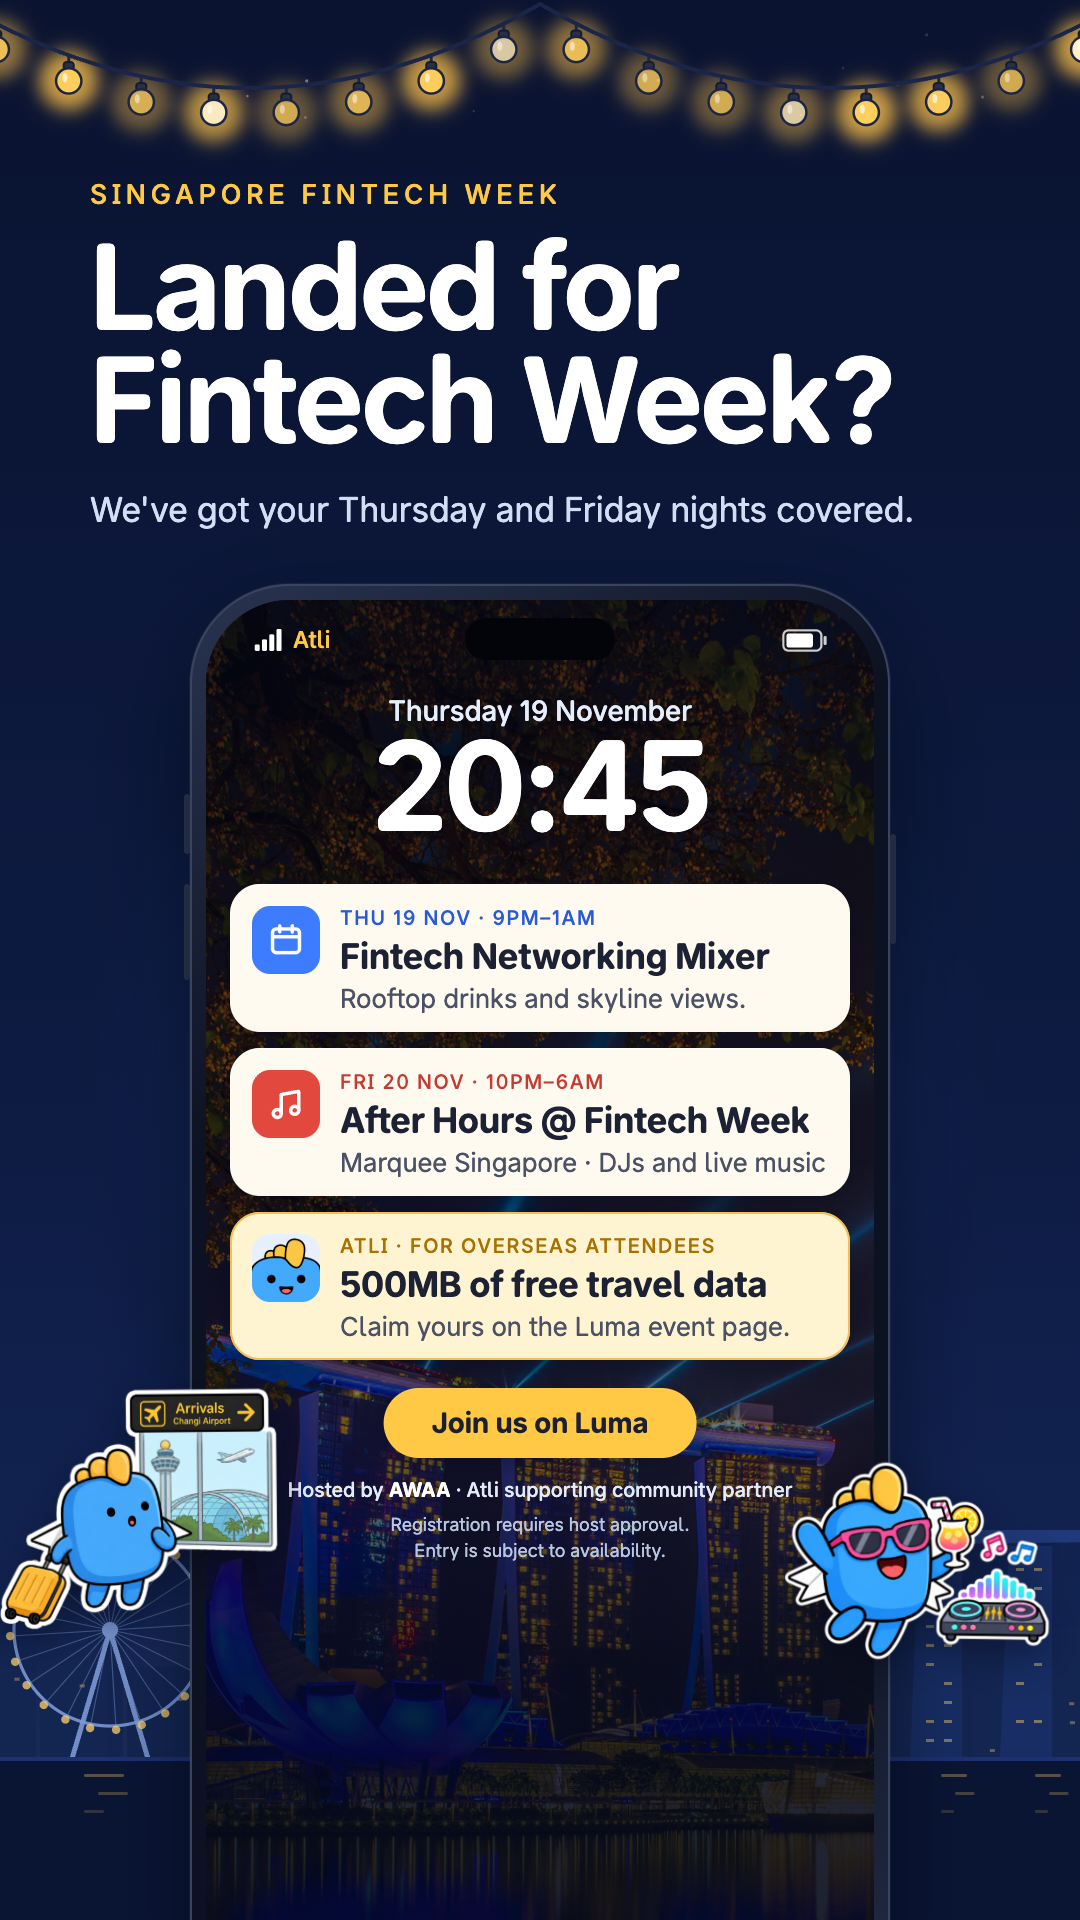 SINGAPORE FINTECH WEEK
Landed for
Fintech Week?
We've got your Thursday and Friday nights covered.
Atli
Thursday 19 November
20:45
THU 19 NOV · 9PM–1AM
Fintech Networking Mixer
Rooftop drinks and skyline views.
FRI 20 NOV · 10PM–6AM
After Hours @ Fintech Week
Marquee Singapore · DJs and live music
ATLI · FOR OVERSEAS ATTENDEES
500MB of free travel data
Claim yours on the Luma event page.
Arrivals
Changi Airport
Join us on Luma
Hosted by AWAA · Atli supporting community partner
Registration requires host approval.
Entry is subject to availability.